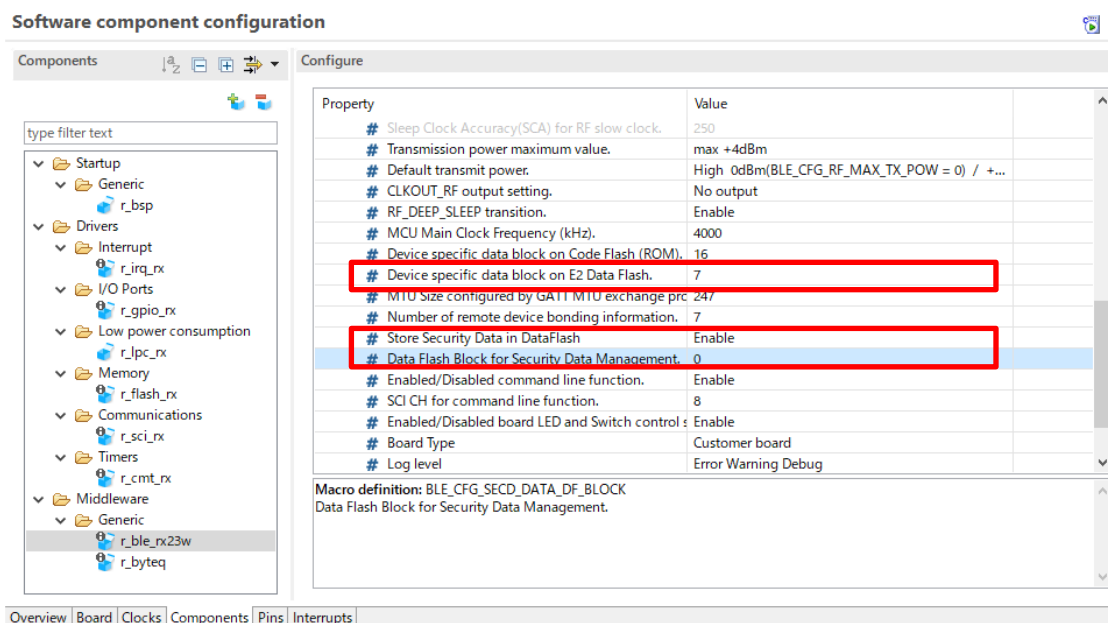 Software component configuration
Components
Configure
type filter text
Startup
Generic
r_bsp
Drivers
Interrupt
r_irq_rx
I/O Ports
r_gpio_rx
Low power consumption
r_lpc_rx
Memory
r_flash_rx
Communications
r_sci_rx
Timers
r_cmt_rx
Middleware
Generic
r_ble_rx23w
r_byteq
Property Value
# Sleep Clock Accuracy(SCA) for RF slow clock. 250
# Transmission power maximum value. max +4dBm
# Default transmit power. High 0dBm(BLE_CFG_RF_MAX_TX_POW = 0) / +...
# CLKOUT_RF output setting. No output
# RF_DEEP_SLEEP transition. Enable
# MCU Main Clock Frequency (kHz). 4000
# Device specific data block on Code Flash (ROM). 16
# Device specific data block on E2 Data Flash. 7
# MTU Size configured by GATT MTU exchange prc 247
# Number of remote device bonding information. 7
# Store Security Data in DataFlash Enable
# Data Flash Block for Security Data Management. 0
# Enabled/Disabled command line function. Enable
# SCI CH for command line function. 8
# Enabled/Disabled board LED and Switch control s Enable
# Board Type Customer board
# Log level Error Warning Debug
Macro definition: BLE_CFG_SECD_DATA_DF_BLOCK
Data Flash Block for Security Data Management.
Overview Board Clocks Components Pins Interrupts